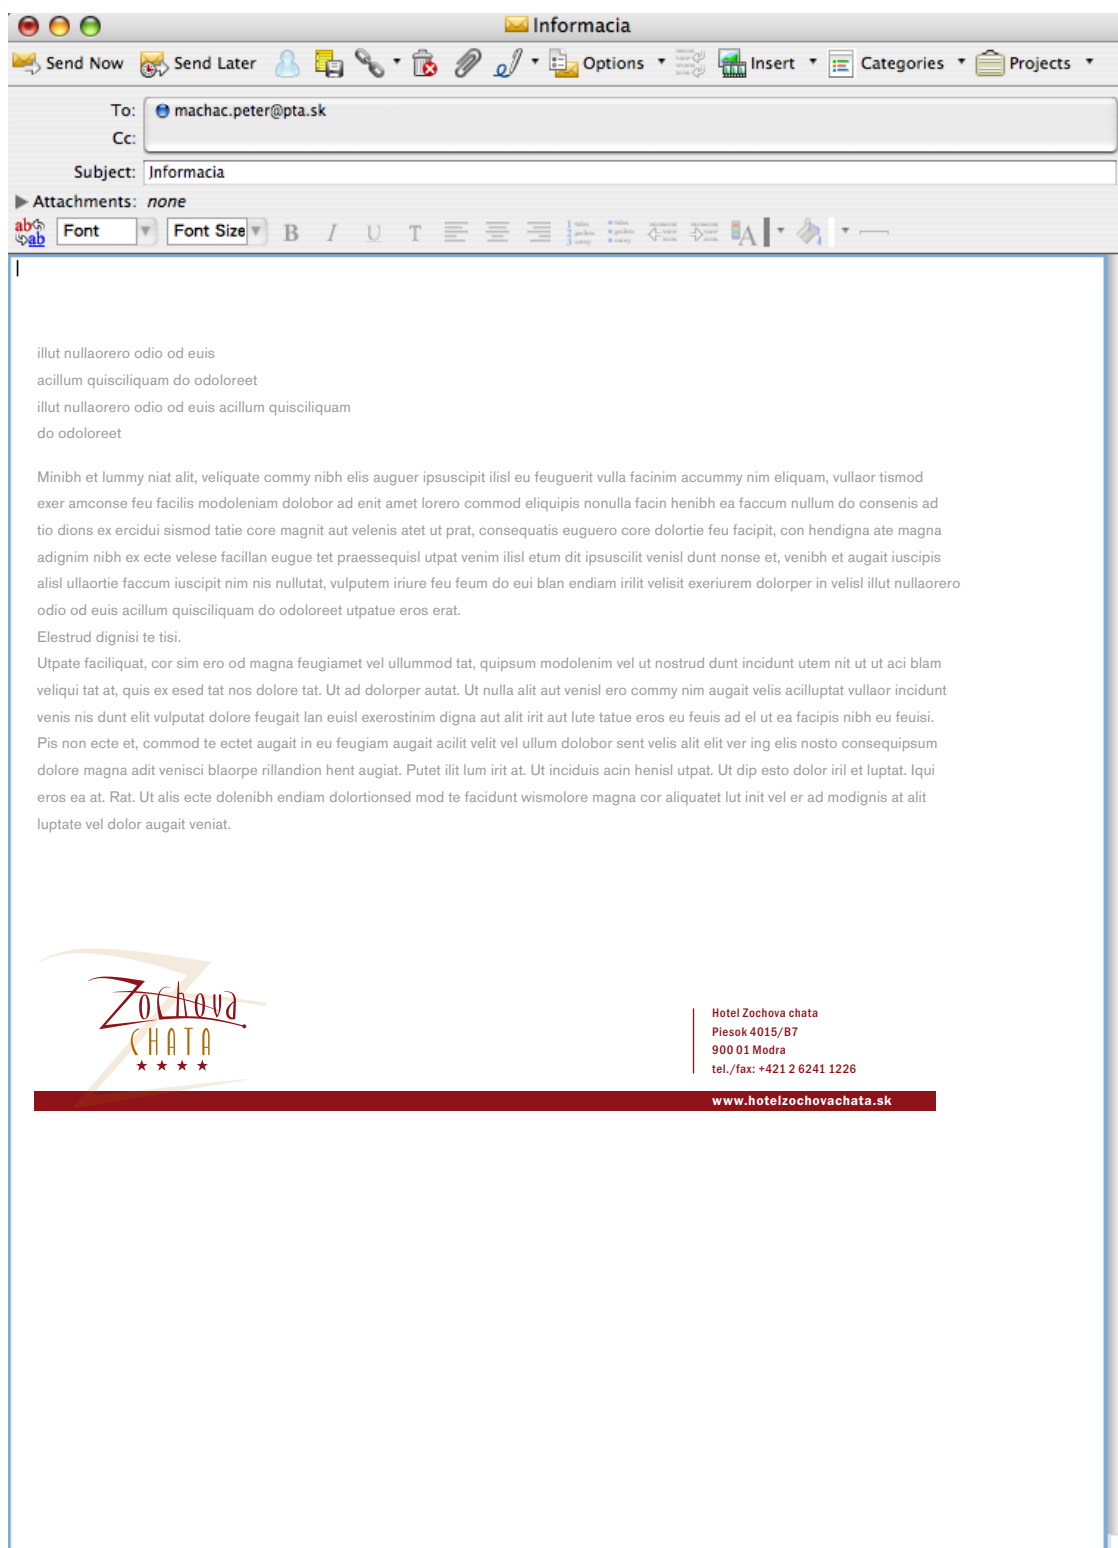 Informacia
Send Now Send Later Options Insert Categories Projects
To: machac.peter@pta.sk
Cc:
Subject: Informacia
Attachments: none
Font Font Size B I U T
illut nullaorero odio od euis
acillum quisciliquam do odoloreet
illut nullaorero odio od euis acillum quisciliquam
do odoloreet
Minibh et lummy niat alit, veliquate commy nibh elis auguer ipsuscipit ilisl eu feuguerit vulla facinim accummy nim eliquam, vullaor tismod
exer amconse feu facilis modoleniam dolobor ad enit amet lorero commod eliquipis nonulla facin henibh ea faccum nullum do consenis ad
tio dions ex ercidui sismod tatie core magnit aut velenis atet ut prat, consequatis euguero core dolortie feu facipit, con hendigna ate magna
adignim nibh ex ecte velese facillan eugue tet praessequisl utpat venim ilisl etum dit ipsuscilit venisl dunt nonse et, venibh et augait iuscipis
alisl ullaortie faccum iuscipit nim nis nullutat, vulputem iriure feu feum do eui blan endiam irilit velisit exeriurem dolorper in velisl illut nullaorero
odio od euis acillum quisciliquam do odoloreet utpatue eros erat.
Elestrud dignisi te tisi.
Utpate faciliquat, cor sim ero od magna feugiamet vel ullummod tat, quipsum modolenim vel ut nostrud dunt incidunt utem nit ut ut aci blam
veliqui tat at, quis ex esed tat nos dolore tat. Ut ad dolorper autat. Ut nulla alit aut venisl ero commy nim augait velis acilluptat vullaor incidunt
venis nis dunt elit vulputat dolore feugait lan euisl exerostinim digna aut alit irit aut lute tatue eros eu feuis ad el ut ea facipis nibh eu feuisi.
Pis non ecte et, commod te ectet augait in eu feugiam augait acilit velit vel ullum dolobor sent velis alit elit ver ing elis nosto consequipsum
dolore magna adit venisci blaorpe rillandion hent augiat. Putet ilit lum irit at. Ut inciduis acin henisl utpat. Ut dip esto dolor iril et luptat. Iqui
eros ea at. Rat. Ut alis ecte dolenibh endiam dolortionsed mod te facidunt wismolore magna cor aliquatet lut init vel er ad modignis at alit
luptate vel dolor augait veniat.
Zochova
CHATA
Hotel Zochova chata
Piesok 4015/B7
900 01 Modra
tel./fax: +421 2 6241 1226
www.hotelzochovachata.sk